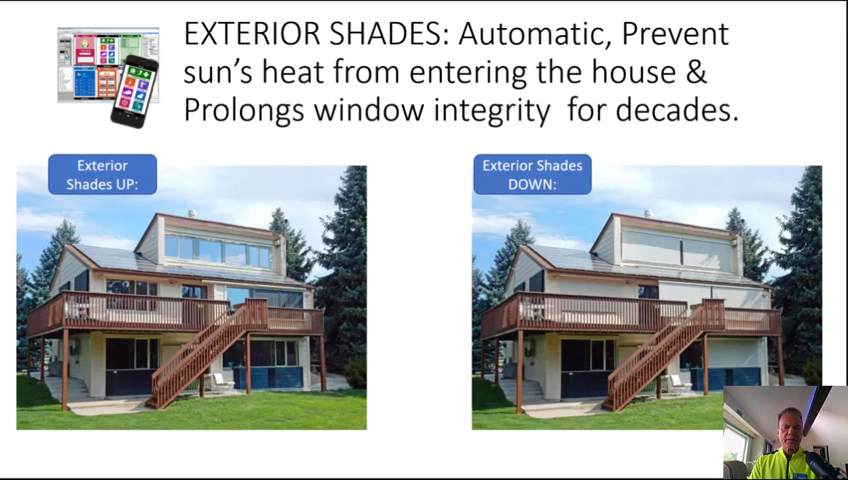 EXTERIOR SHADES: Automatic, Prevent
sun's heat from entering the house &
Prolongs window integrity  for decades.
Exterior
Shades UP:
Exterior Shades
DOWN: